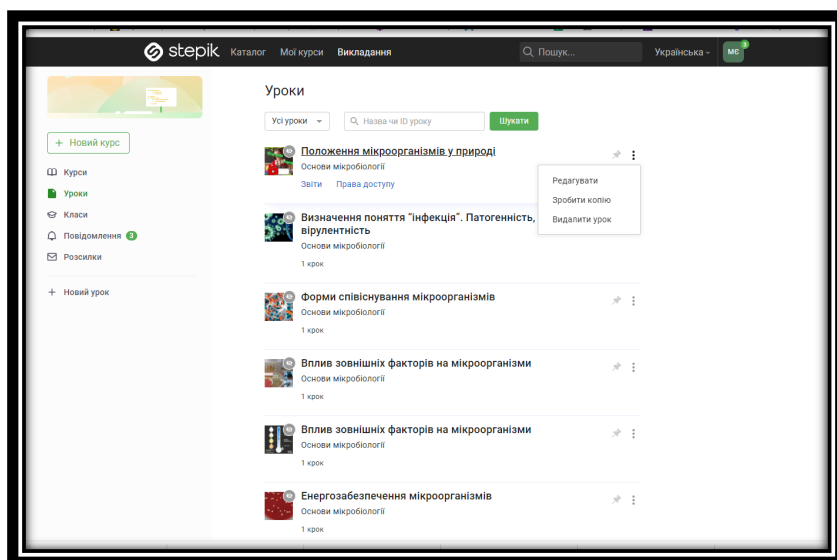 stepik Каталог Мої курси Викладання Пошук... Українська МЄ 3
Уроки
Усі уроки Назва чи ID уроку Шукати
+ Новий курс
Курси
Уроки
Класи
Повідомлення 3
Розсилки
+ Новий урок
Положення мікроорганізмів у природі
Основи мікробіології
Звіти Права доступу
Редагувати
Зробити копію
Видалити урок
Визначення поняття “інфекція”. Патогенність,
вірулентність
Основи мікробіології
1 крок
Форми співіснування мікроорганізмів
Основи мікробіології
1 крок
Вплив зовнішніх факторів на мікроорганізми
Основи мікробіології
1 крок
Вплив зовнішніх факторів на мікроорганізми
Основи мікробіології
1 крок
Енергозабезпечення мікроорганізмів
Основи мікробіології
1 крок